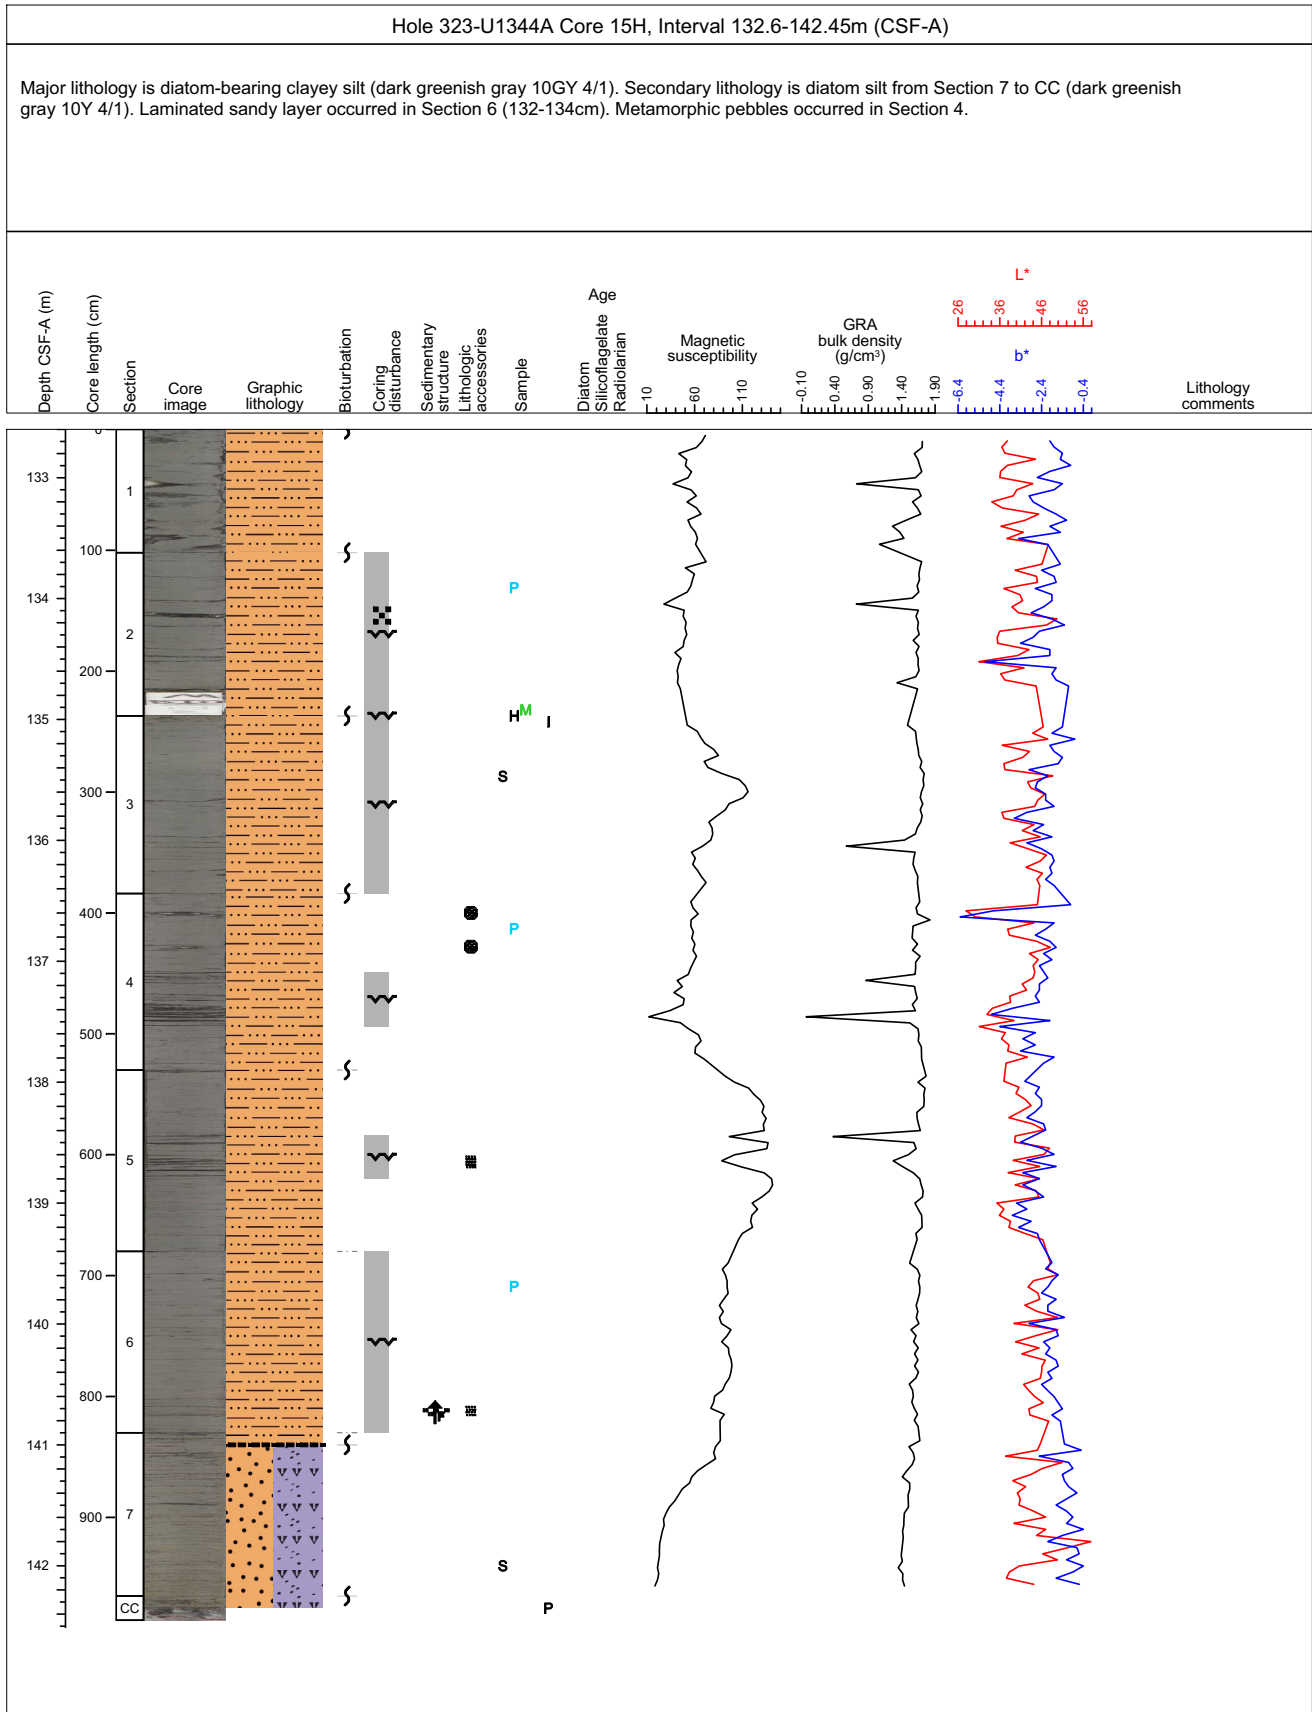 Hole 323-U1344A Core 15H, Interval 132.6-142.45m (CSF-A)
Major lithology is diatom-bearing clayey silt (dark greenish gray 10GY 4/1). Secondary lithology is diatom silt from Section 7 to CC (dark greenish
gray 10Y 4/1). Laminated sandy layer occurred in Section 6 (132-134cm). Metamorphic pebbles occurred in Section 4.
Depth CSF-A (m)
Core length (cm)
Section
Core
image
Graphic
lithology
Bioturbation
Coring
disturbance
Sedimentary
structure
Lithologic
accessories
Sample
Age
Diatom
Silicoflagelate
Radiolarian
Magnetic
susceptibility
10 60 110
GRA
bulk density
(g/cm³)
-0.10 0.40 0.90 1.40 1.90
L*
26 36 46 56
b*
-6.4 -4.4 -2.4 -0.4
Lithology
comments
133
1
100
134
P
2
200
135
H M
S
300
3
136
400
P
137
4
500
138
600
5
139
700
P
140
6
800
141
7
900
142
S
CC
P